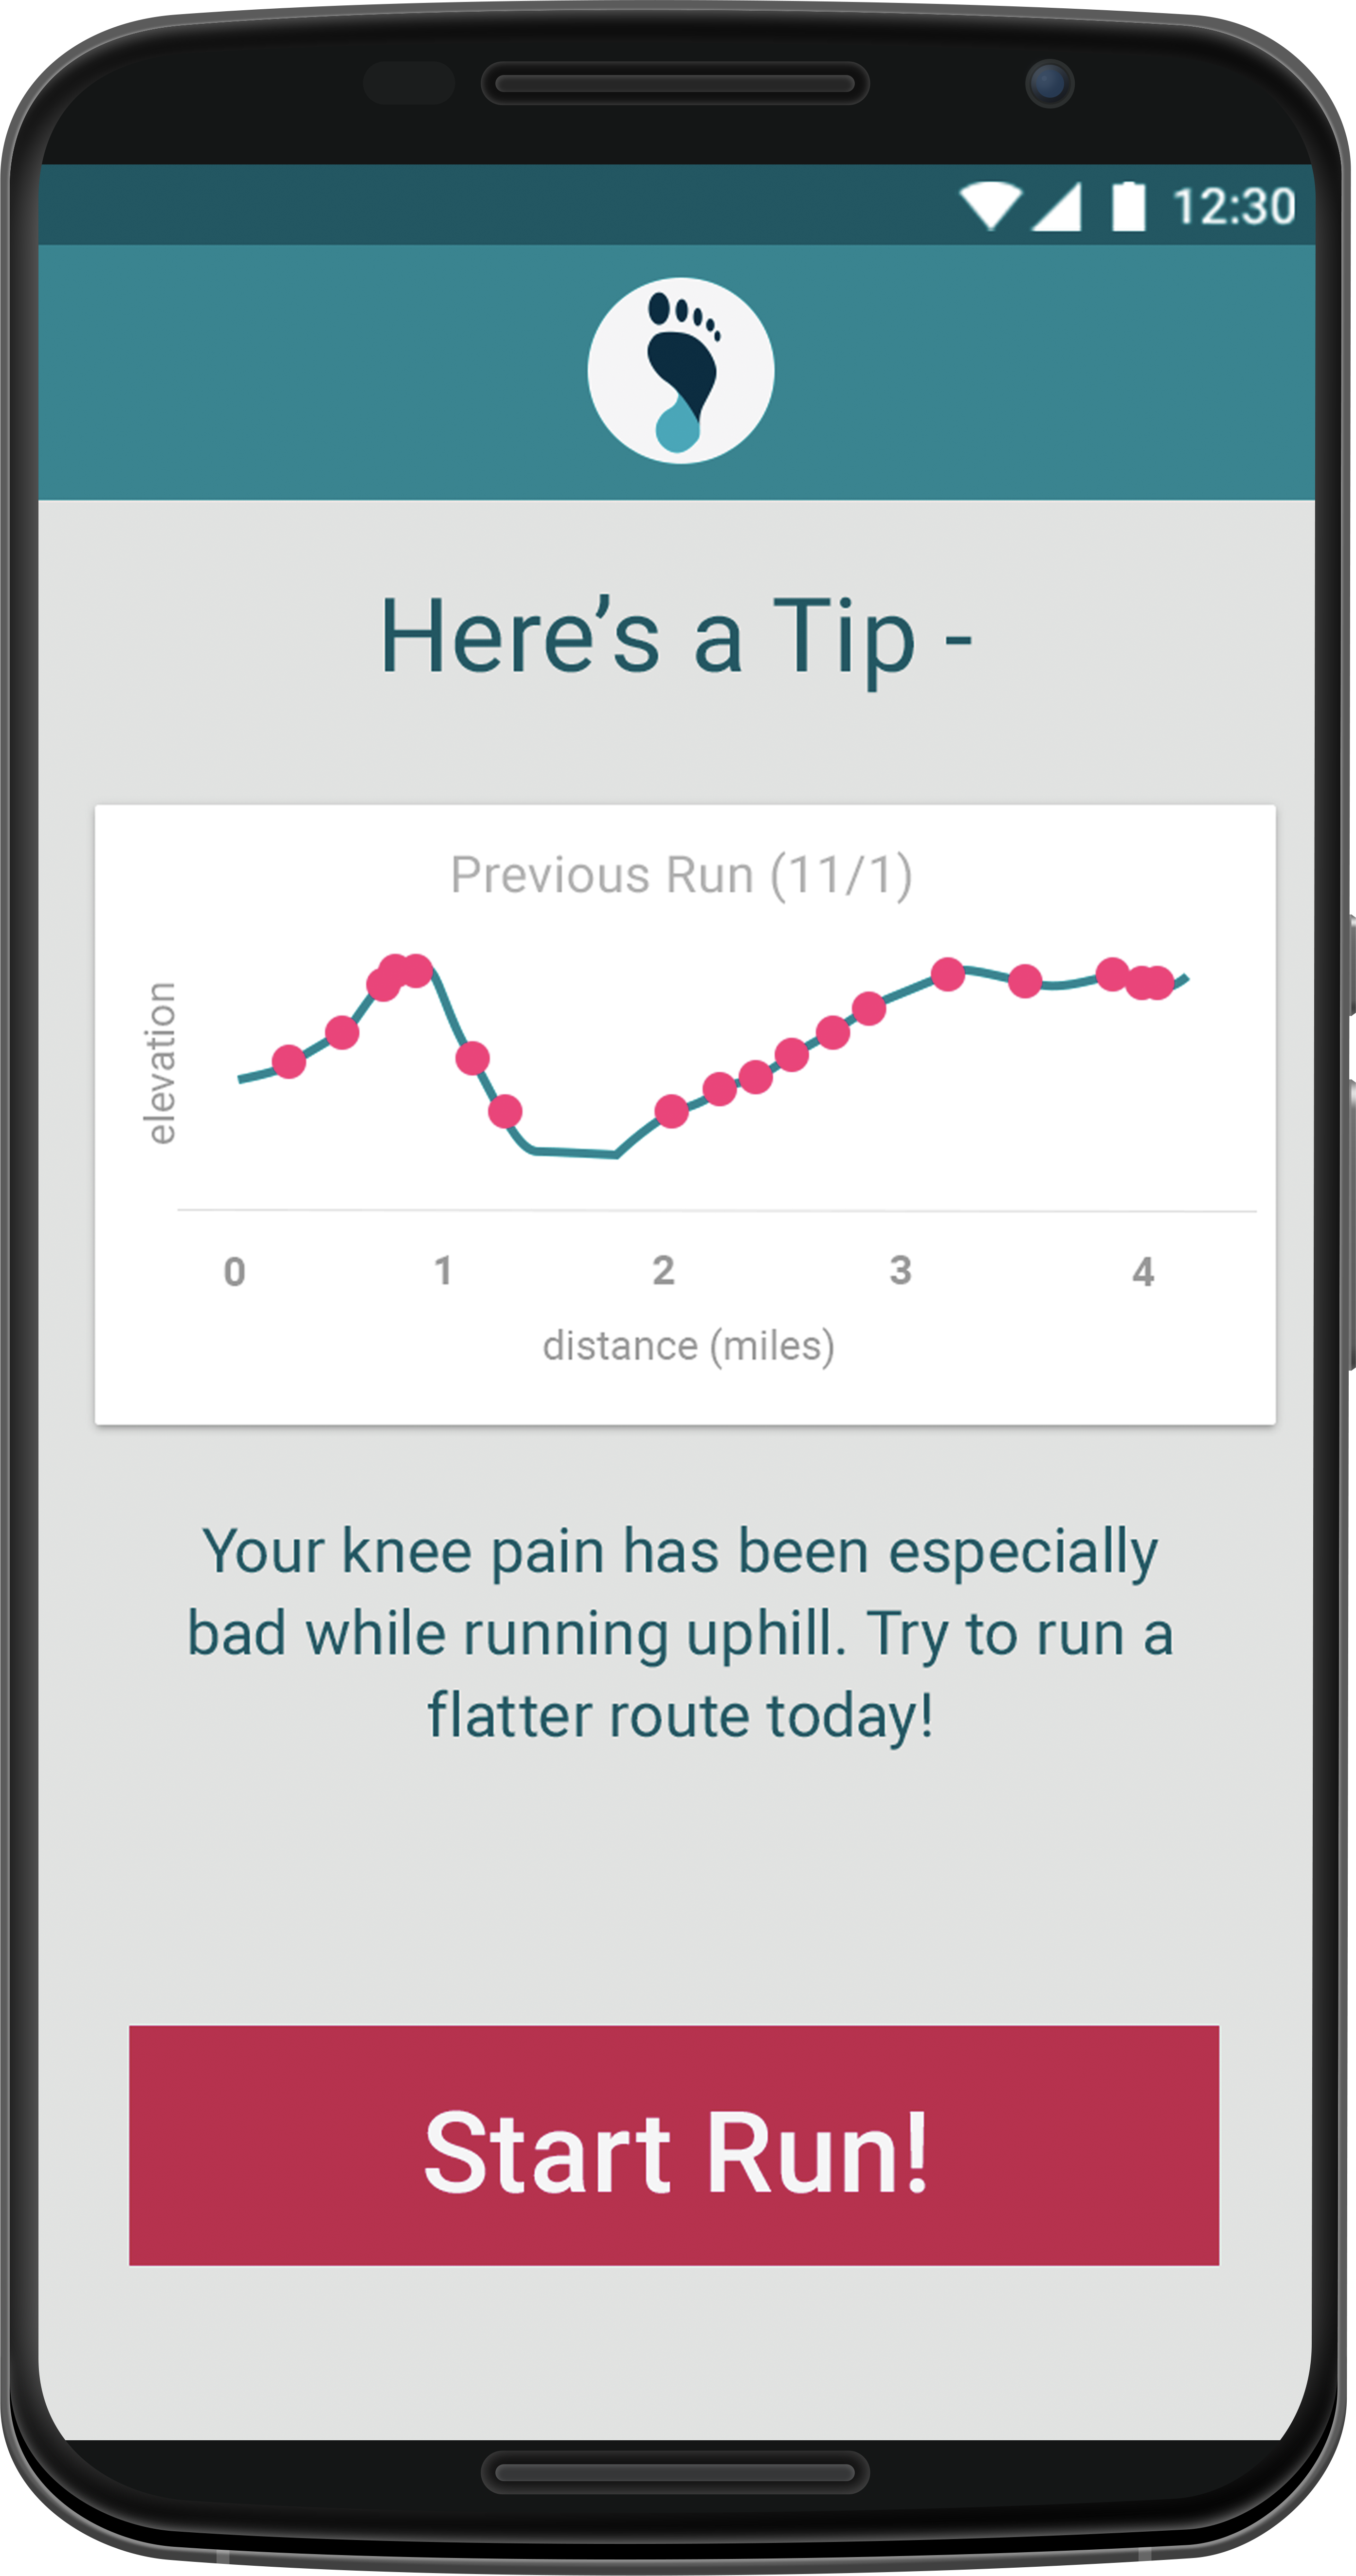 12:30
Here’s a Tip -
Previous Run (11/1)
elevation
0 1 2 3 4
distance (miles)
Your knee pain has been especially
bad while running uphill. Try to run a
flatter route today!
Start Run!